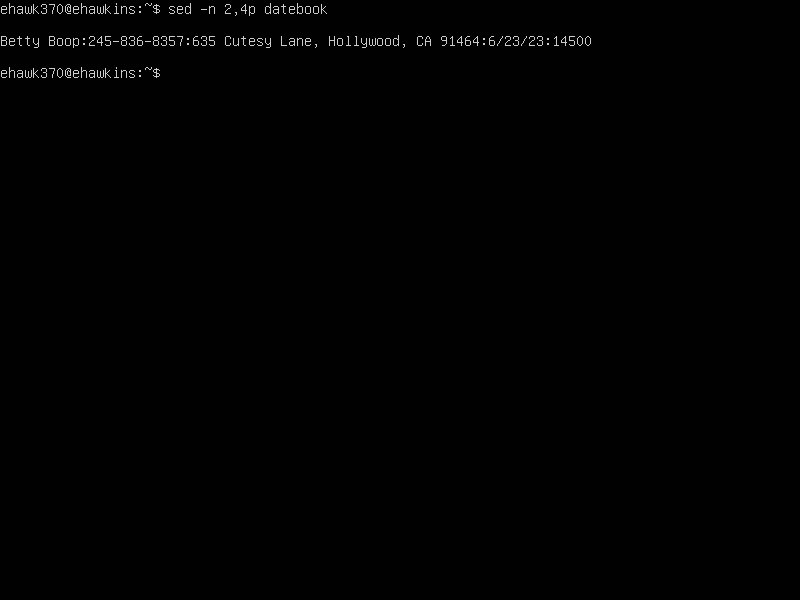 ehawk370@ehawkins:~$ sed -n 2,4p datebook
Betty Boop:245-836-8357:635 Cutesy Lane, Hollywood, CA 91464:6/23/23:14500
ehawk370@ehawkins:~$